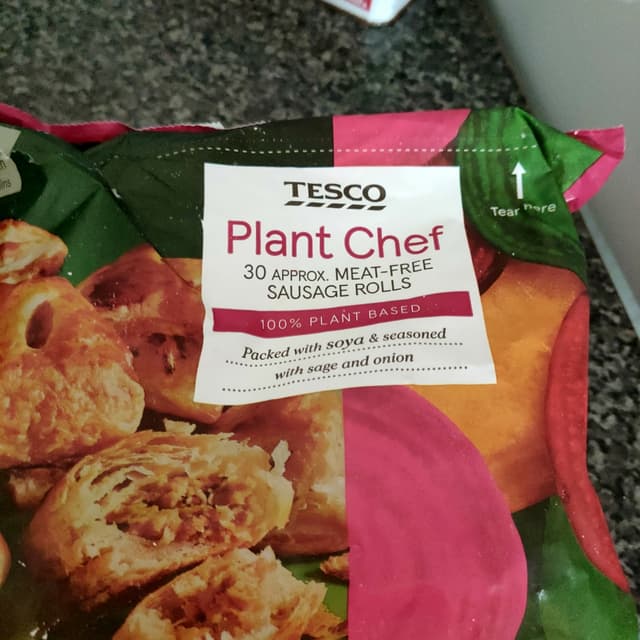 TESCO
Plant Chef
30 APPROX. MEAT-FREE
SAUSAGE ROLLS
100% PLANT BASED
Packed with soya & seasoned
with sage and onion
Tear here